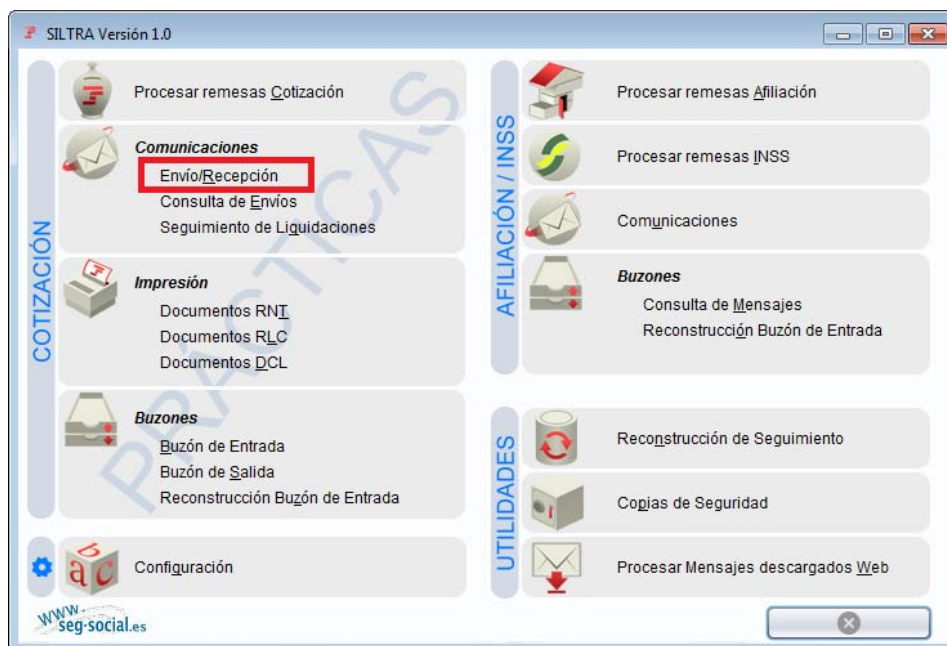 SILTRA Versión 1.0
COTIZACIÓN
Procesar remesas Cotización
Comunicaciones
Envío/Recepción
Consulta de Envíos
Seguimiento de Liquidaciones
Impresión
Documentos RNT
Documentos RLC
Documentos DCL
Buzones
Buzón de Entrada
Buzón de Salida
Reconstrucción Buzón de Entrada
Configuración
PRÁCTICAS
AFILIACIÓN / INSS
Procesar remesas Afiliación
Procesar remesas INSS
Comunicaciones
Buzones
Consulta de Mensajes
Reconstrucción Buzón de Entrada
UTILIDADES
Reconstrucción de Seguimiento
Copias de Seguridad
Procesar Mensajes descargados Web
b
a c
www.
seg-social.es